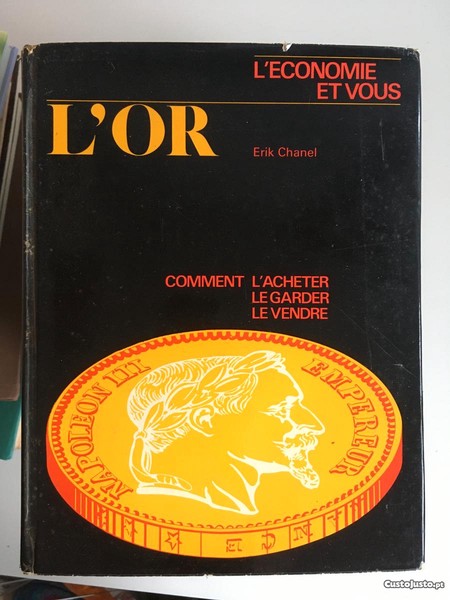 L'ECONOMIE
ET VOUS
L'OR
Erik Chanel
COMMENT L'ACHETER
LE GARDER
LE VENDRE
NAPOLEON III
EMPEREUR
CustoJusto.pt